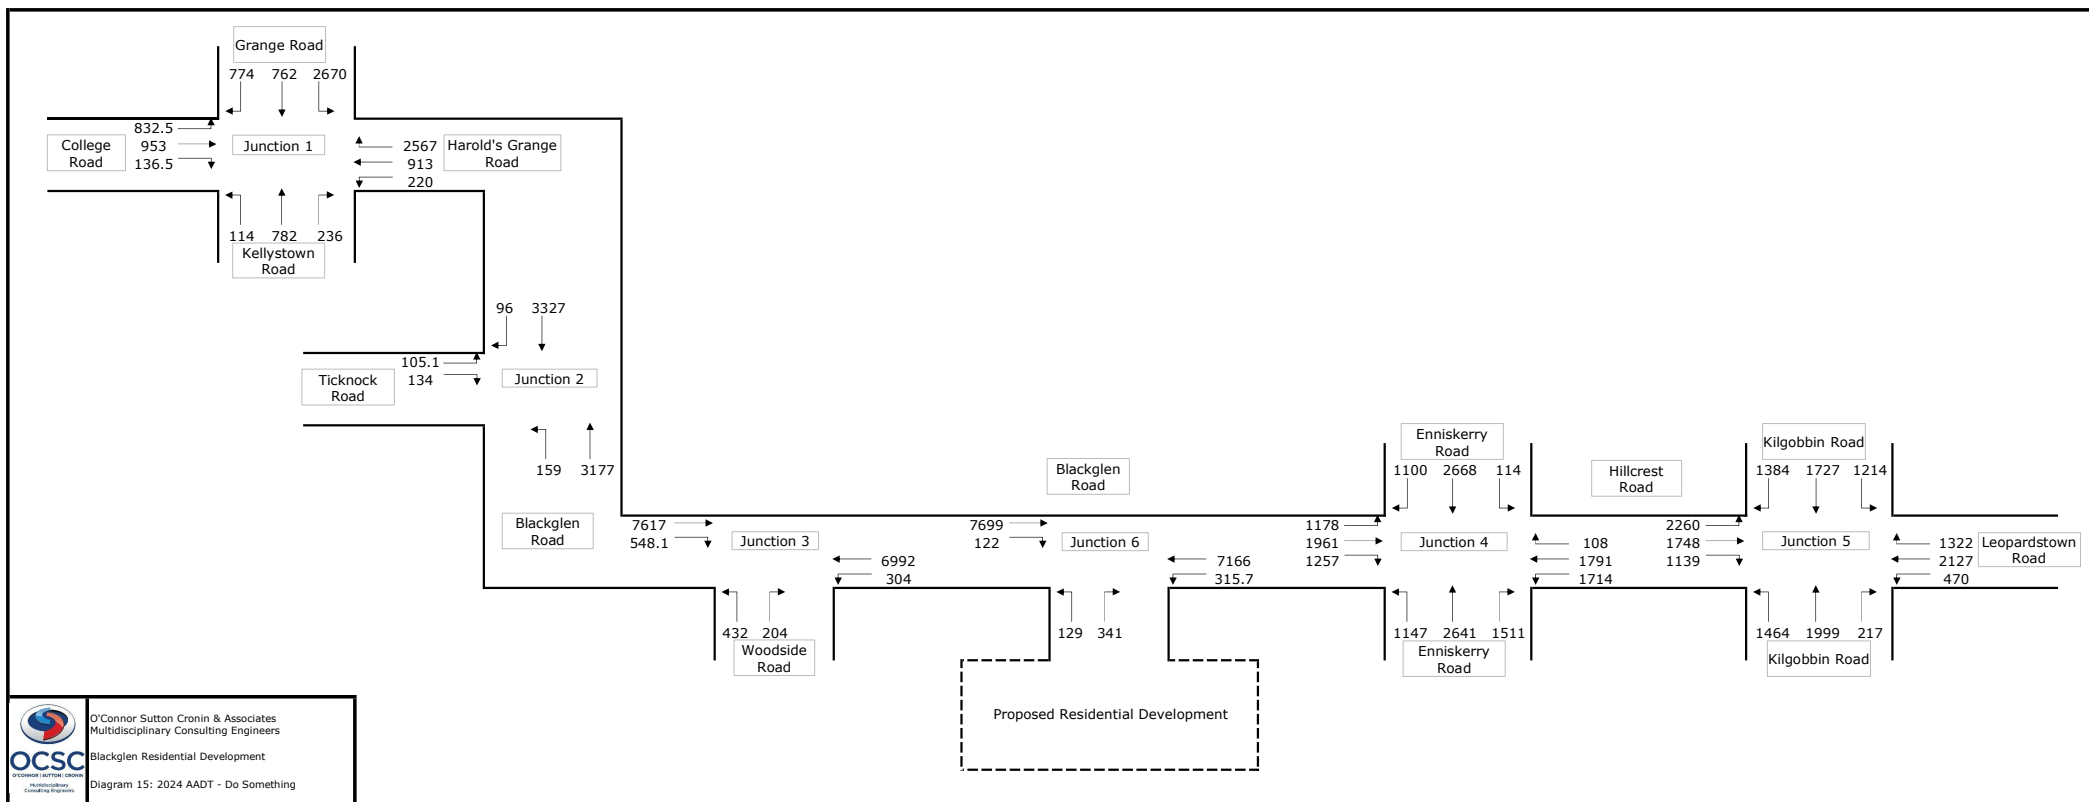 Grange Road
774 762 2670
832.5
953
136.5
College
Road
Junction 1
2567
913
220
Harold's Grange
Road
114 782 236
Kellystown
Road
96 3327
105.1
134
Ticknock
Road
Junction 2
159 3177
Blackglen
Road
7617
548.1
Junction 3
6992
304
432 204
Woodside
Road
Blackglen
Road
7699
122
Junction 6
7166
315.7
129 341
Proposed Residential Development
Enniskerry
Road
1100 2668 114
1178
1961
1257
Junction 4
108
1791
1714
1147 2641 1511
Enniskerry
Road
Hillcrest
Road
Kilgobbin Road
1384 1727 1214
2260
1748
1139
Junction 5
1322
2127
470
Leopardstown
Road
1464 1999 217
Kilgobbin Road
OCSC
O'CONNOR | SUTTON | CRONIN
Multidisciplinary
Consulting Engineers
O'Connor Sutton Cronin & Associates
Multidisciplinary Consulting Engineers
Blackglen Residential Development
Diagram 15: 2024 AADT - Do Something